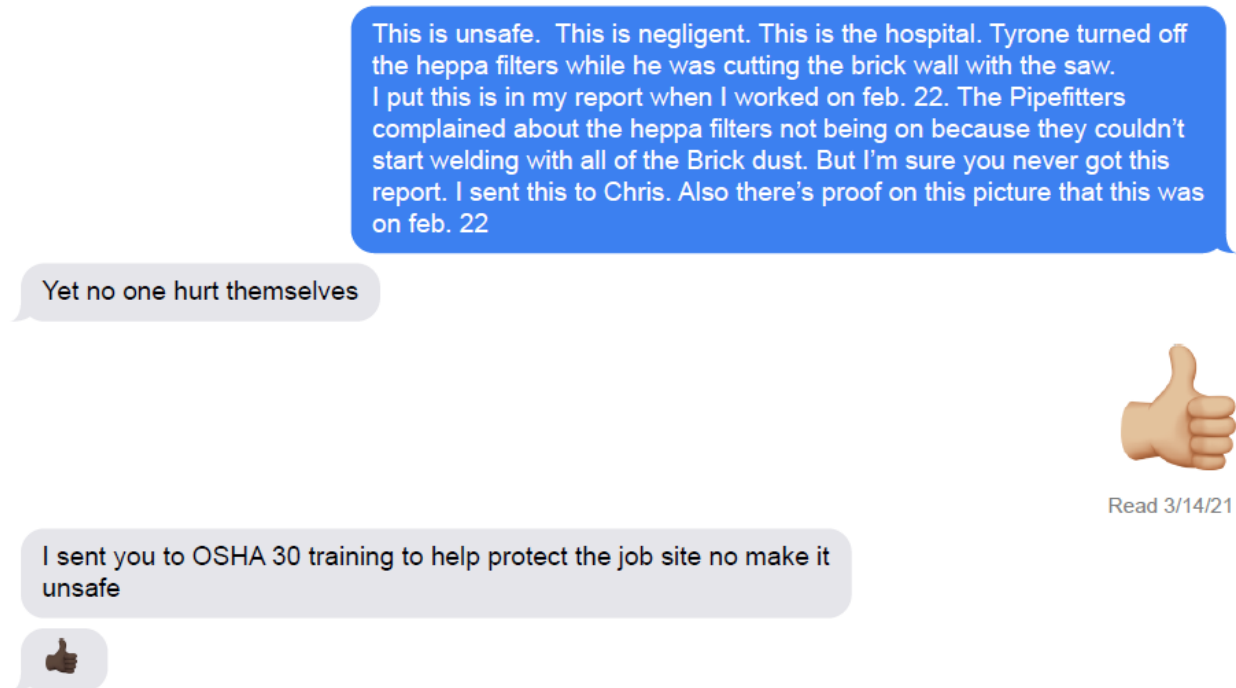 This is unsafe.  This is negligent. This is the hospital. Tyrone turned off
the heppa filters while he was cutting the brick wall with the saw.
I put this is in my report when I worked on feb. 22. The Pipefitters
complained about the heppa filters not being on because they couldn’t
start welding with all of the Brick dust. But I’m sure you never got this
report. I sent this to Chris. Also there’s proof on this picture that this was
on feb. 22
Yet no one hurt themselves
Read 3/14/21
I sent you to OSHA 30 training to help protect the job site no make it
unsafe